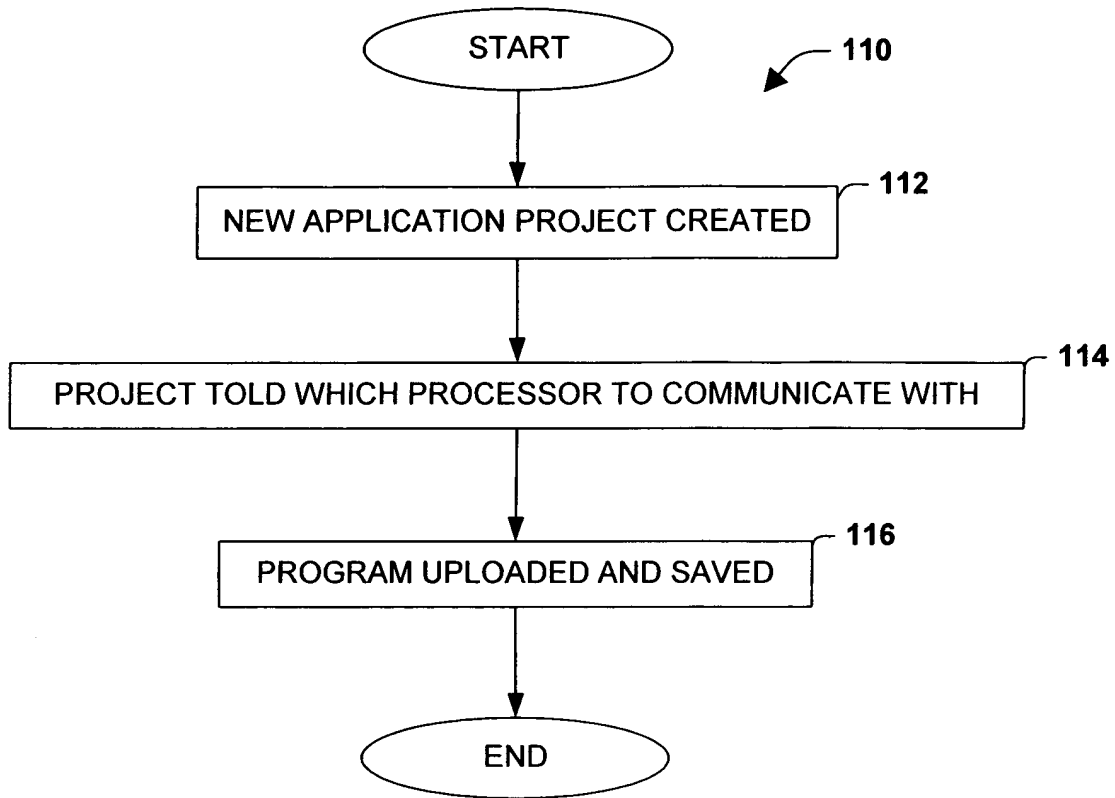 START
110
112
NEW APPLICATION PROJECT CREATED
114
PROJECT TOLD WHICH PROCESSOR TO COMMUNICATE WITH
116
PROGRAM UPLOADED AND SAVED
END